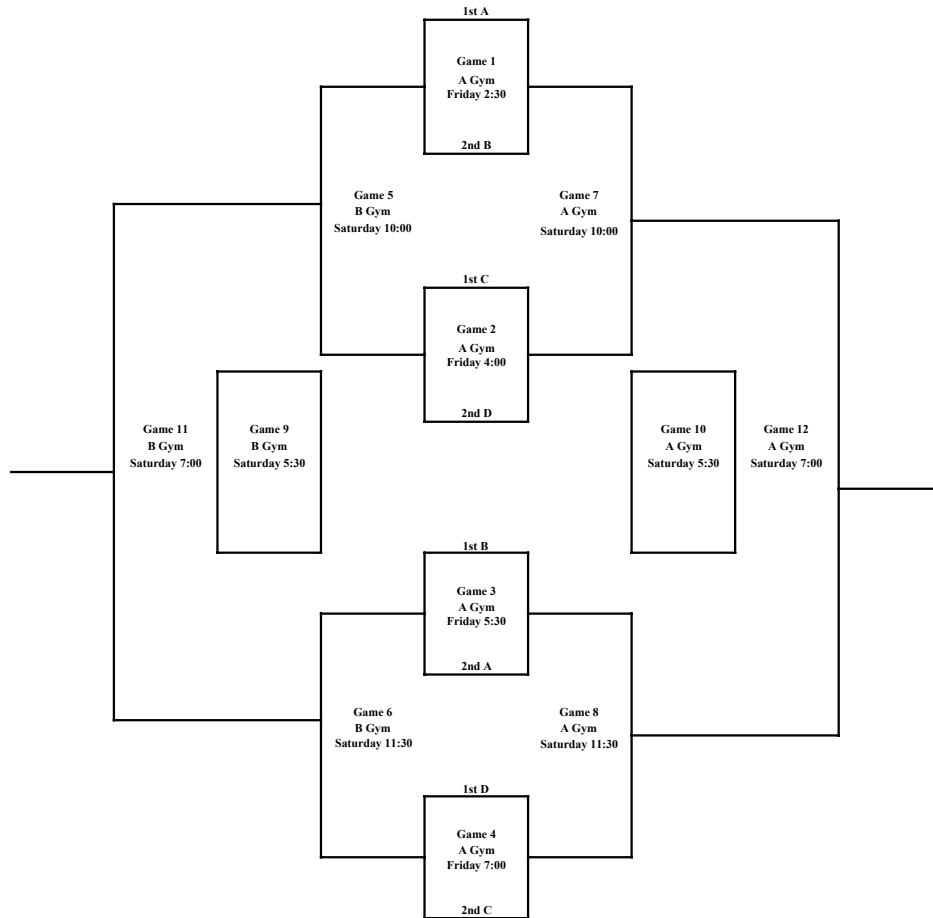 1st A
Game 1
A Gym
Friday 2:30
2nd B
Game 5
B Gym
Saturday 10:00
Game 7
A Gym
Saturday 10:00
1st C
Game 2
A Gym
Friday 4:00
2nd D
Game 11
B Gym
Saturday 7:00
Game 9
B Gym
Saturday 5:30
Game 10
A Gym
Saturday 5:30
Game 12
A Gym
Saturday 7:00
1st B
Game 3
A Gym
Friday 5:30
2nd A
Game 6
B Gym
Saturday 11:30
Game 8
A Gym
Saturday 11:30
1st D
Game 4
A Gym
Friday 7:00
2nd C